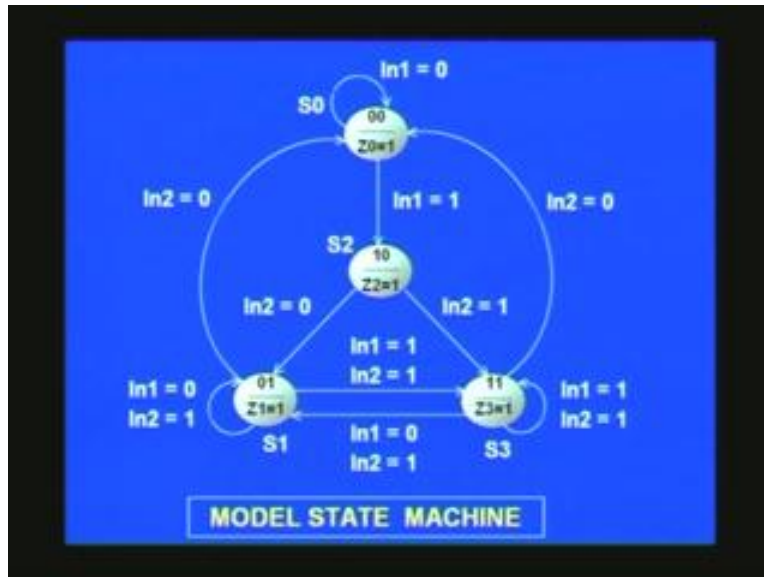 In1 = 0
S0
00
Z0=1
In2 = 0
In1 = 1
In2 = 0
S2
10
Z2=1
In2 = 0
In2 = 1
In1 = 1
In2 = 1
In1 = 0
In2 = 1
01
Z1=1
S1
11
Z3=1
S3
In1 = 1
In2 = 1
In1 = 0
In2 = 1
MODEL STATE MACHINE